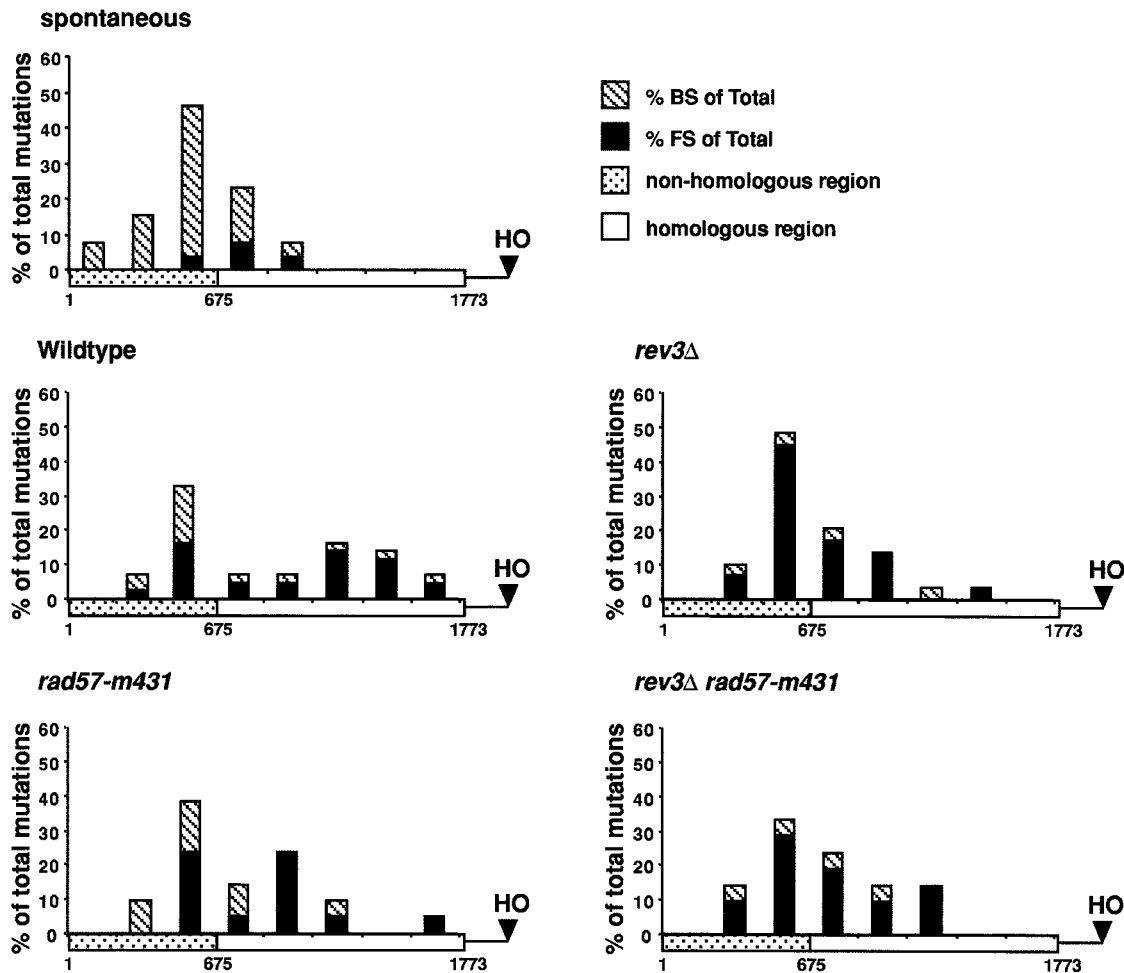 spontaneous
% of total mutations
60
50
40
30
20
10
0
HO
1
675
1773
% BS of Total
% FS of Total
non-homologous region
homologous region
Wildtype
% of total mutations
60
50
40
30
20
10
0
HO
1
675
1773
rev3Δ
% of total mutations
60
50
40
30
20
10
0
HO
1
675
1773
rad57-m431
% of total mutations
60
50
40
30
20
10
0
HO
1
675
1773
rev3Δ rad57-m431
% of total mutations
60
50
40
30
20
10
0
HO
1
675
1773